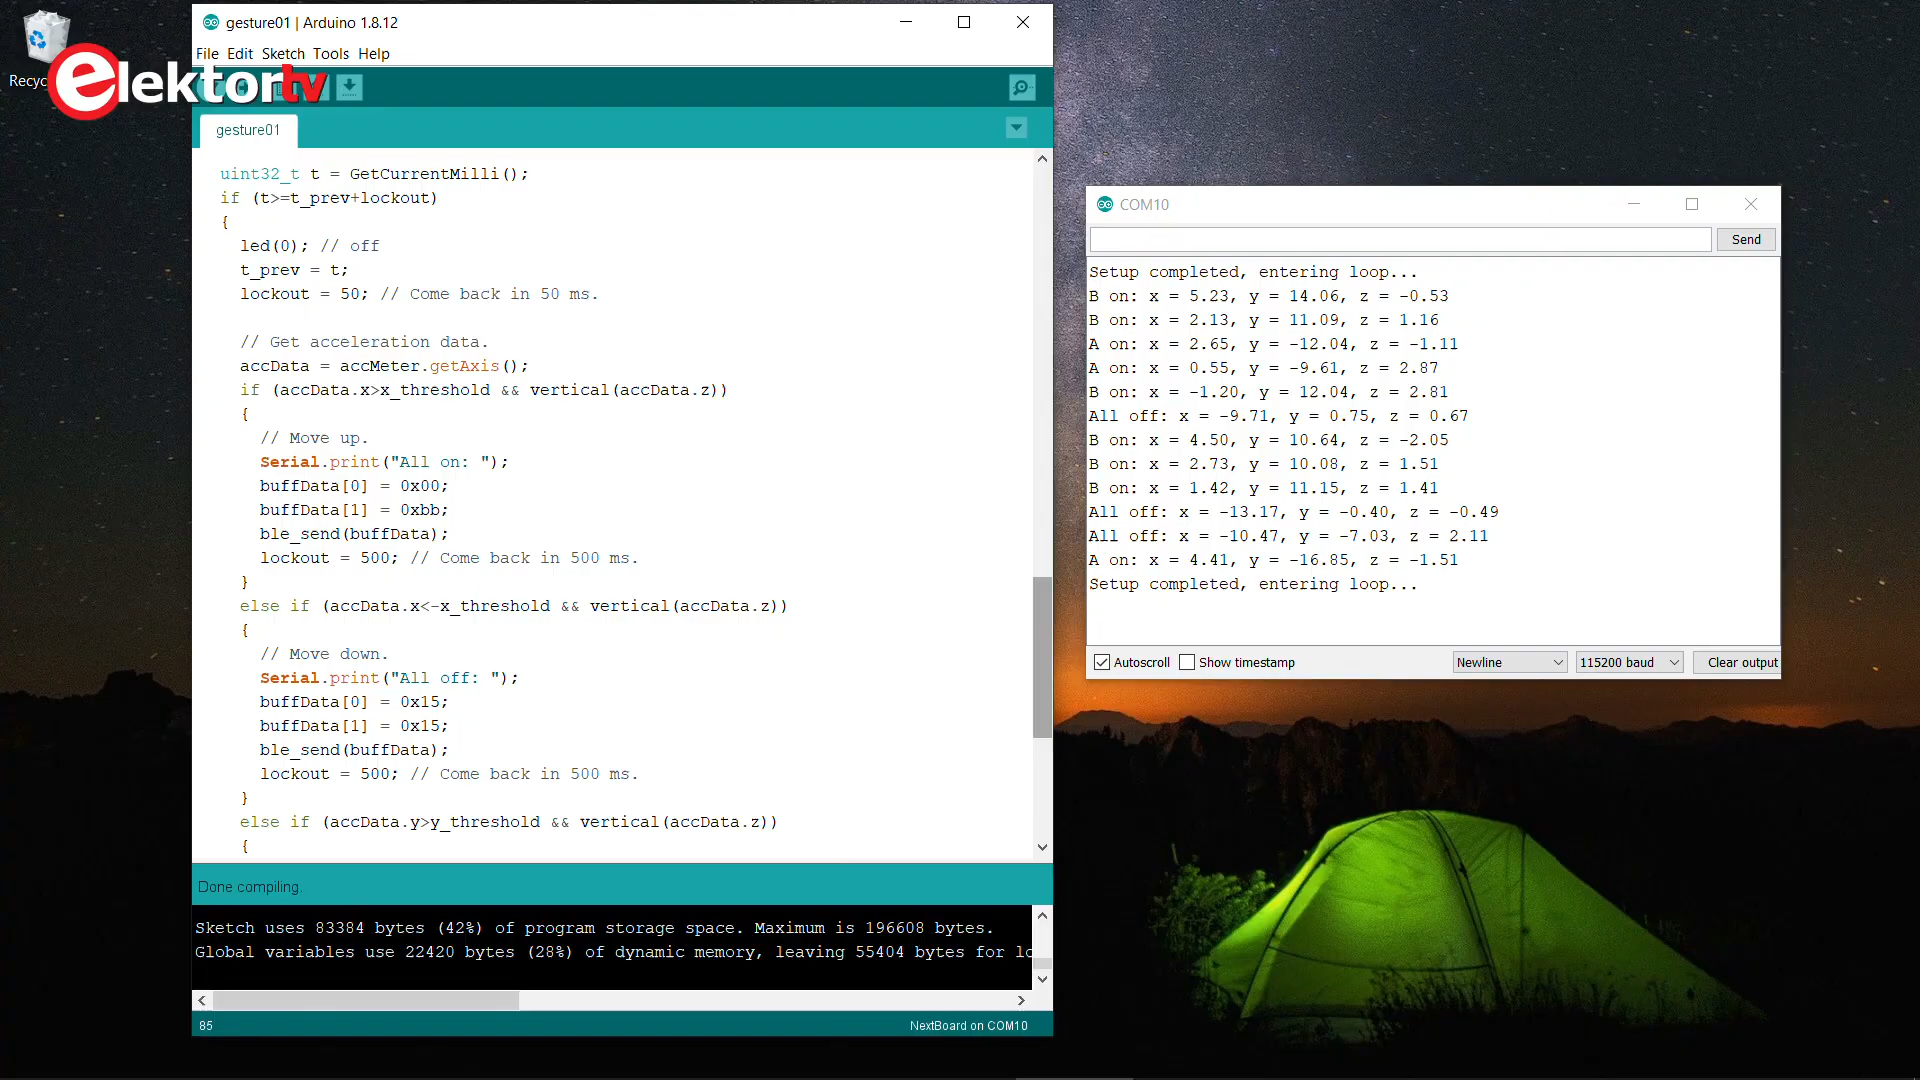 Recyc
elektortv
gesture01 | Arduino 1.8.12
File Edit Sketch Tools Help
gesture01
uint32_t t = GetCurrentMilli();
if (t>=t_prev+lockout)
{
led(0); // off
t_prev = t;
lockout = 50; // Come back in 50 ms.
// Get acceleration data.
accData = accMeter.getAxis();
if (accData.x>x_threshold && vertical(accData.z))
{
// Move up.
Serial.print("All on: ");
buffData[0] = 0x00;
buffData[1] = 0xbb;
ble_send(buffData);
lockout = 500; // Come back in 500 ms.
}
else if (accData.x<-x_threshold && vertical(accData.z))
{
// Move down.
Serial.print("All off: ");
buffData[0] = 0x15;
buffData[1] = 0x15;
ble_send(buffData);
lockout = 500; // Come back in 500 ms.
}
else if (accData.y>y_threshold && vertical(accData.z))
{
Done compiling.
Sketch uses 83384 bytes (42%) of program storage space. Maximum is 196608 bytes.
Global variables use 22420 bytes (28%) of dynamic memory, leaving 55404 bytes for lo
85
NextBoard on COM10
COM10
Send
Setup completed, entering loop...
B on: x = 5.23, y = 14.06, z = -0.53
B on: x = 2.13, y = 11.09, z = 1.16
A on: x = 2.65, y = -12.04, z = -1.11
A on: x = 0.55, y = -9.61, z = 2.87
B on: x = -1.20, y = 12.04, z = 2.81
All off: x = -9.71, y = 0.75, z = 0.67
B on: x = 4.50, y = 10.64, z = -2.05
B on: x = 2.73, y = 10.08, z = 1.51
B on: x = 1.42, y = 11.15, z = 1.41
All off: x = -13.17, y = -0.40, z = -0.49
All off: x = -10.47, y = -7.03, z = 2.11
A on: x = 4.41, y = -16.85, z = -1.51
Setup completed, entering loop...
Autoscroll Show timestamp Newline 115200 baud Clear output